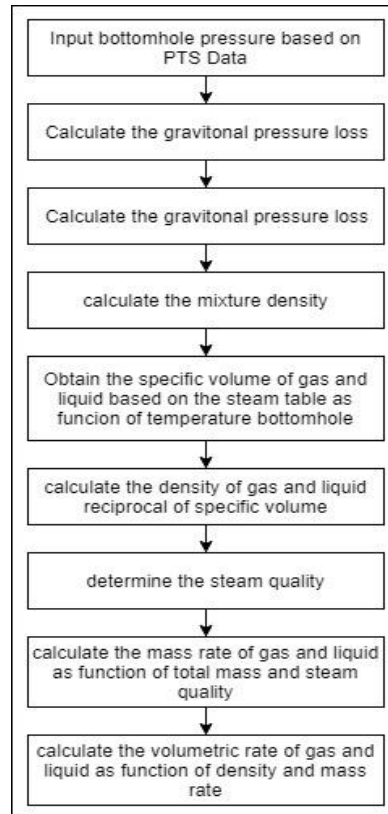 Input bottomhole pressure based on
PTS Data
Calculate the gravitonal pressure loss
Calculate the gravitonal pressure loss
calculate the mixture density
Obtain the specific volume of gas and
liquid based on the steam table as
funcion of temperature bottomhole
calculate the density of gas and liquid
reciprocal of specific volume
determine the steam quality
calculate the mass rate of gas and liquid
as function of total mass and steam
quality
calculate the volumetric rate of gas and
liquid as function of density and mass
rate